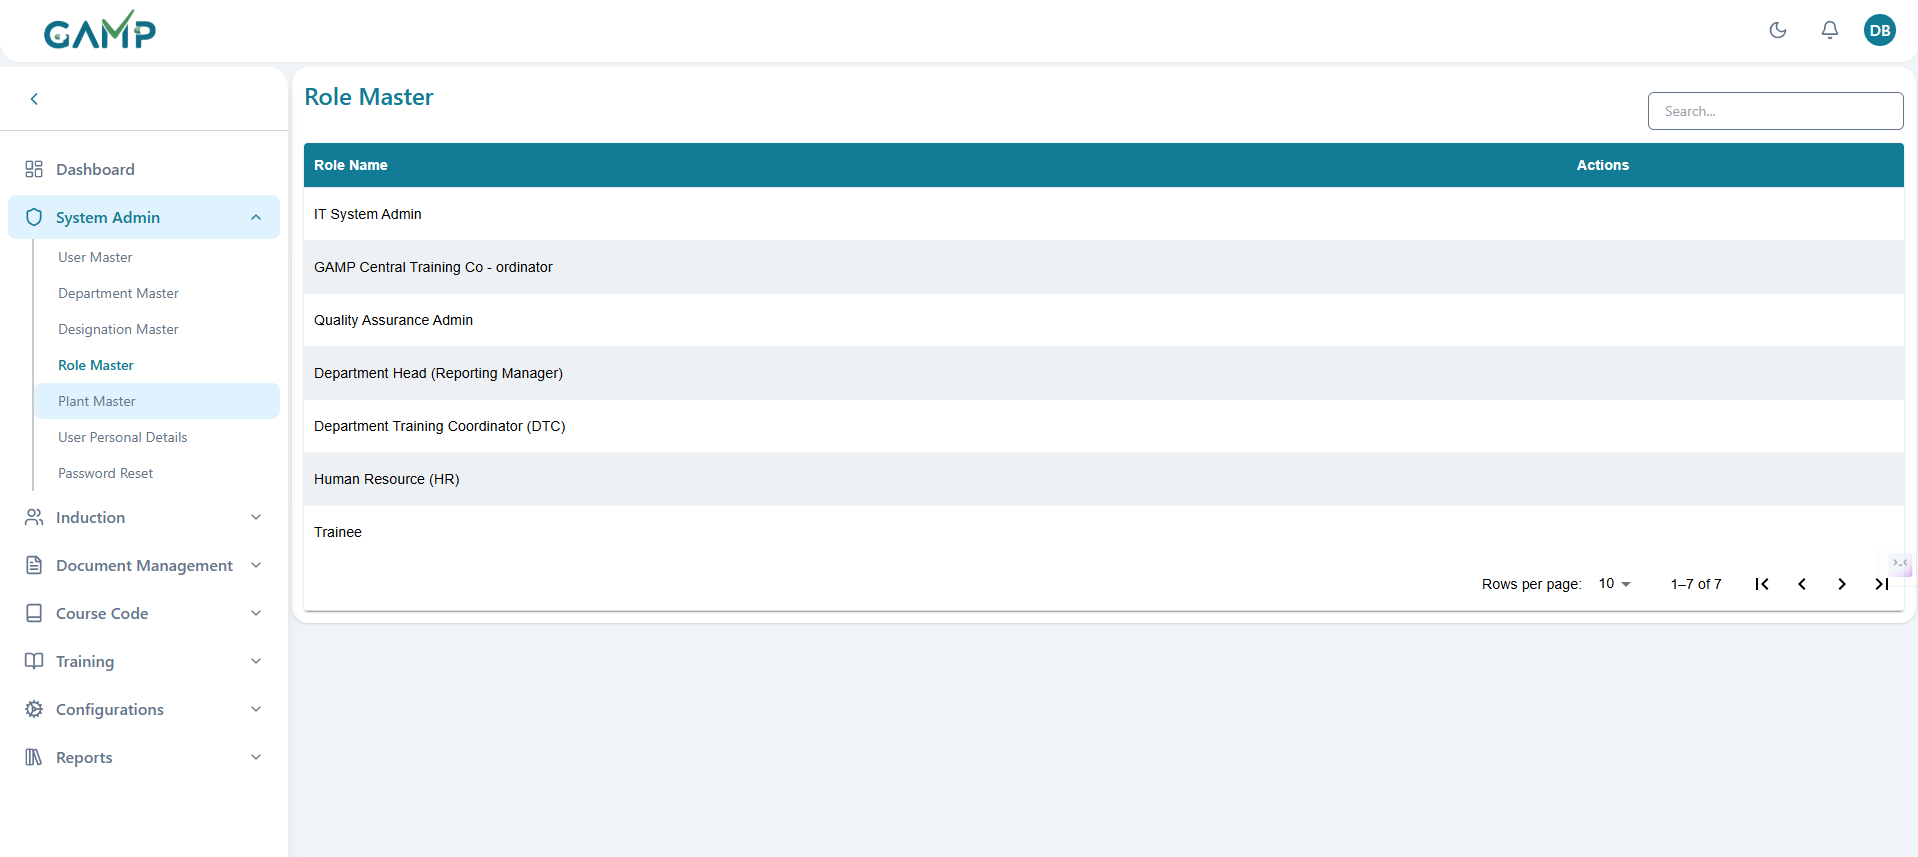 GAMP
DB
Role Master
Search...
Role Name Actions
Dashboard
System Admin
User Master
Department Master
Designation Master
Role Master
Plant Master
User Personal Details
Password Reset
Induction
Document Management
Course Code
Training
Configurations
Reports
IT System Admin
GAMP Central Training Co - ordinator
Quality Assurance Admin
Department Head (Reporting Manager)
Department Training Coordinator (DTC)
Human Resource (HR)
Trainee
Rows per page: 10 1–7 of 7